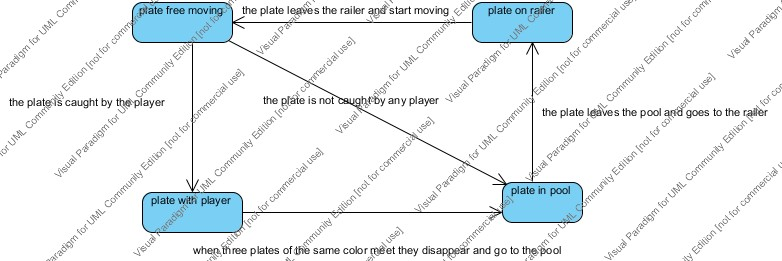 plate free moving
the plate leaves the railer and start moving
plate on railer
the plate is caught by the player
the plate is not caught by any player
the plate leaves the pool and goes to the railer
plate with player
plate in pool
when three plates of the same color meet they disappear and go to the pool
Visual Paradigm for UML Community Edition [not for commercial use]